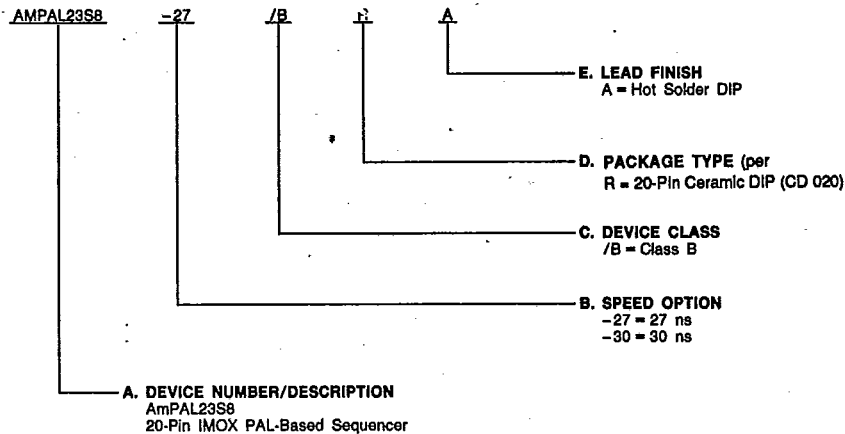 AMPAL23S8 -27 /B R A
E. LEAD FINISH
A = Hot Solder DIP
D. PACKAGE TYPE (per
R = 20-Pin Ceramic DIP (CD 020)
C. DEVICE CLASS
/B = Class B
B. SPEED OPTION
-27 = 27 ns
-30 = 30 ns
A. DEVICE NUMBER/DESCRIPTION
AmPAL23S8
20-Pin IMOX PAL-Based Sequencer